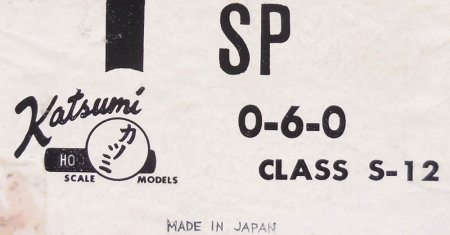 SP
Katsumi
カツミ
HO
SCALE MODELS
0-6-0
CLASS S-12
MADE IN JAPAN